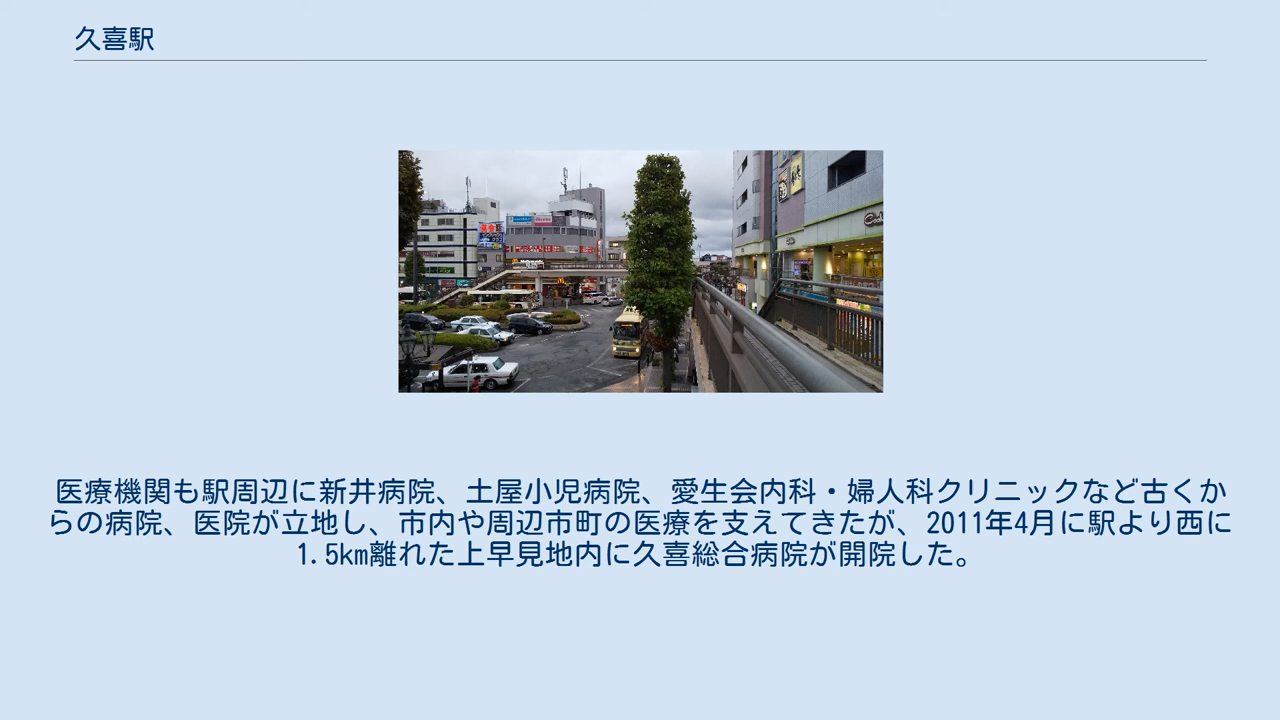 久喜駅
医療機関も駅周辺に新井病院、土屋小児病院、愛生会内科・婦人科クリニックなど古くか
らの病院、医院が立地し、市内や周辺市町の医療を支えてきたが、2011年4月に駅より西に
1.5km離れた上早見地内に久喜総合病院が開院した。